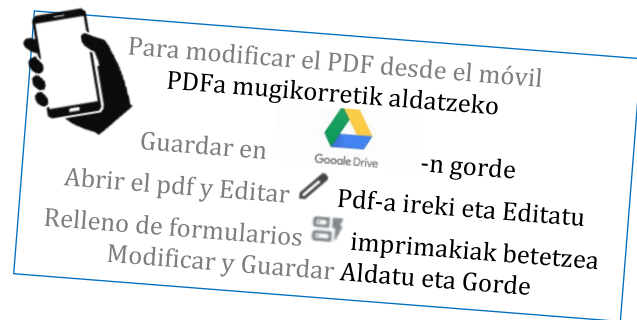 Para modificar el PDF desde el móvil
PDFa mugikorretik aldatzeko
Guardar en Google Drive -n gorde
Abrir el pdf y Editar Pdf-a ireki eta Editatu
Relleno de formularios imprimakiak betetzea
Modificar y Guardar Aldatu eta Gorde